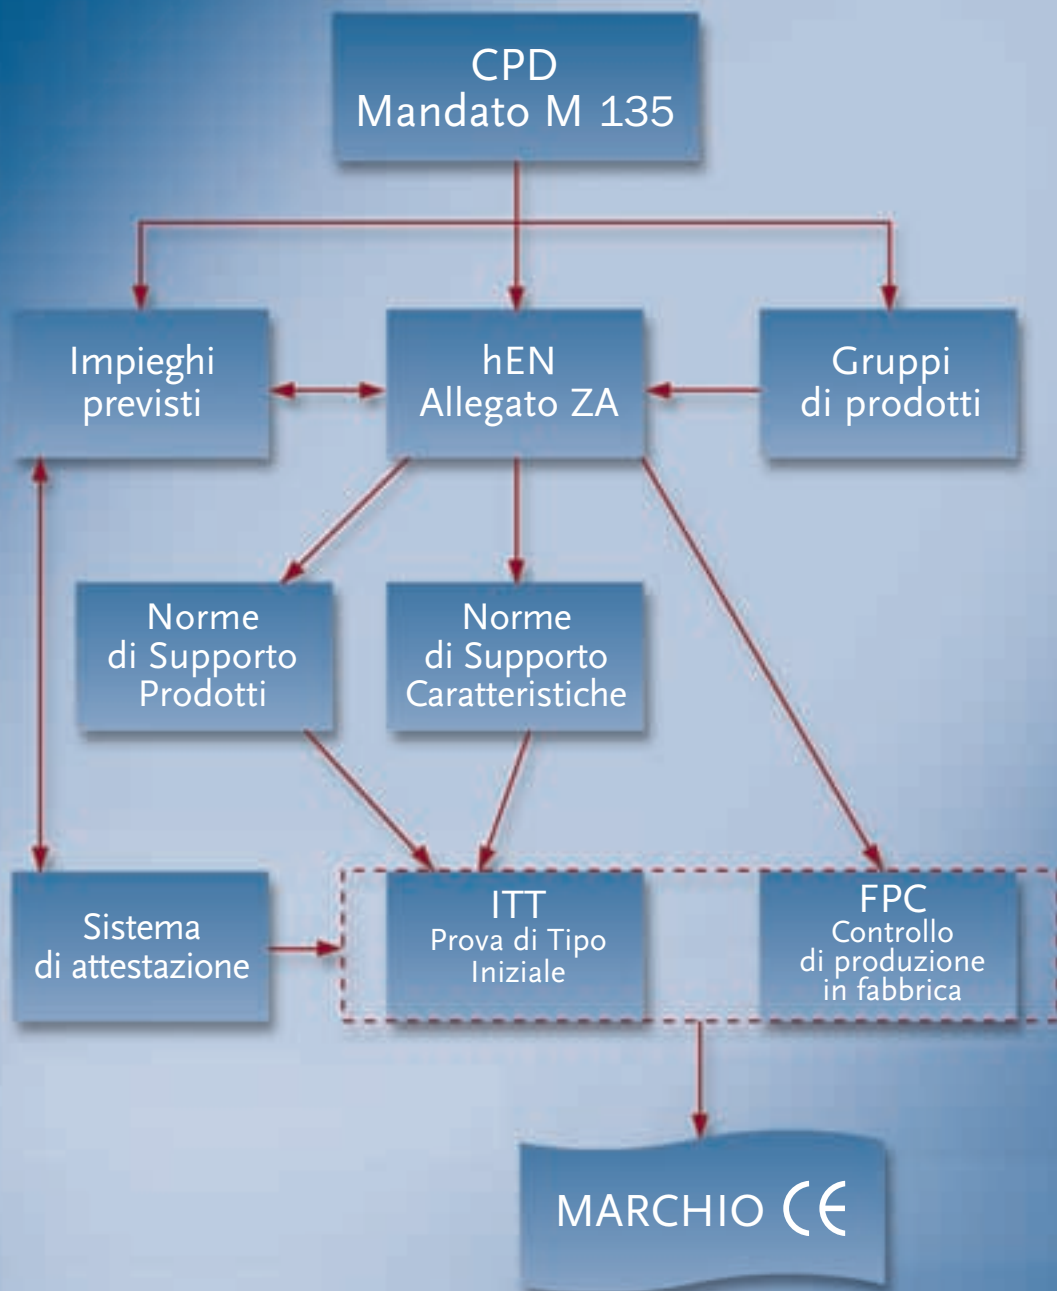 CPD
Mandato M 135
Impieghi
previsti
hEN
Allegato ZA
Gruppi
di prodotti
Norme
di Supporto
Prodotti
Norme
di Supporto
Caratteristiche
Sistema
di attestazione
ITT
Prova di Tipo
Iniziale
FPC
Controllo
di produzione
in fabbrica
MARCHIO CE